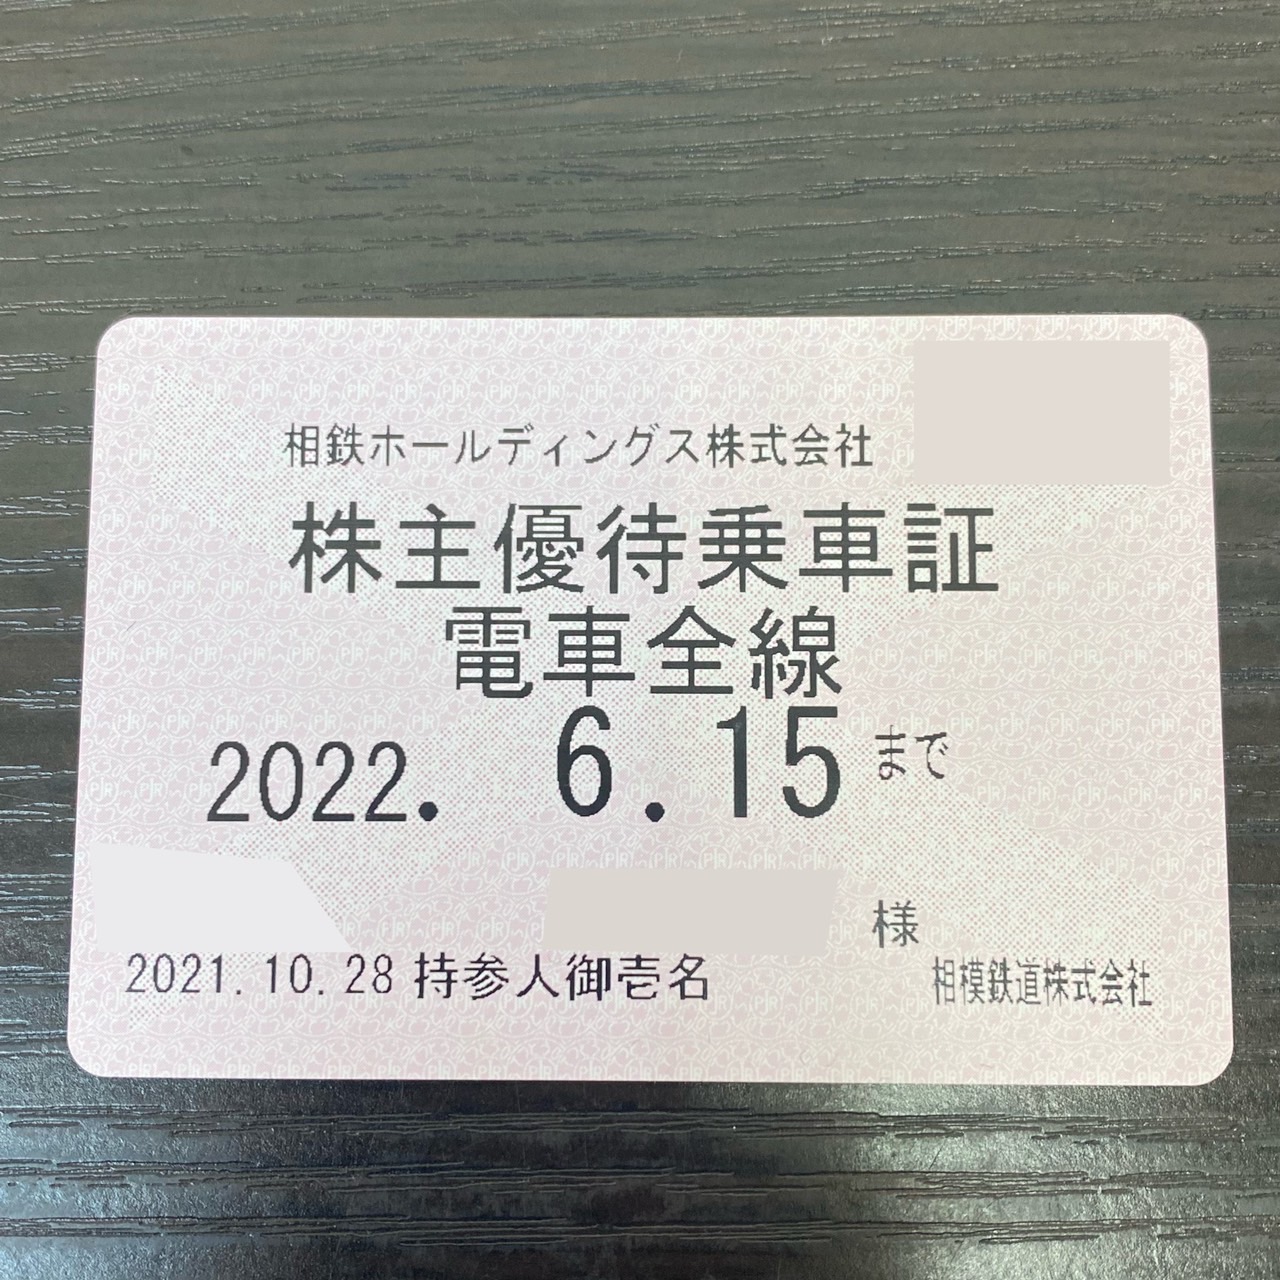 相鉄ホールディングス株式会社
株主優待乗車証
電車全線
2022. 6.15まで
様
2021.10.28 持参人御壱名
相模鉄道株式会社